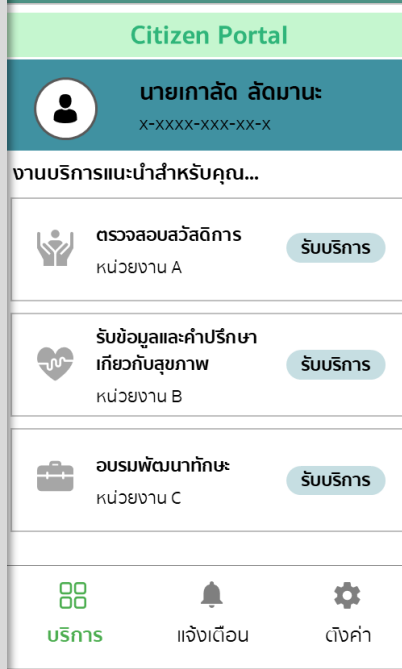 Citizen Portal
นายเกาลัด ลัดมานะ
x-xxxx-xxx-xx-x
งานบริการแนะนำสำหรับคุณ...
ตรวจสอบสวัสดิการ
หน่วยงาน A
รับบริการ
รับข้อมูลและคำปรึกษา
เกี่ยวกับสุขภาพ
หน่วยงาน B
รับบริการ
อบรมพัฒนาทักษะ
หน่วยงาน C
รับบริการ
บริการ
แจ้งเตือน
ตั้งค่า